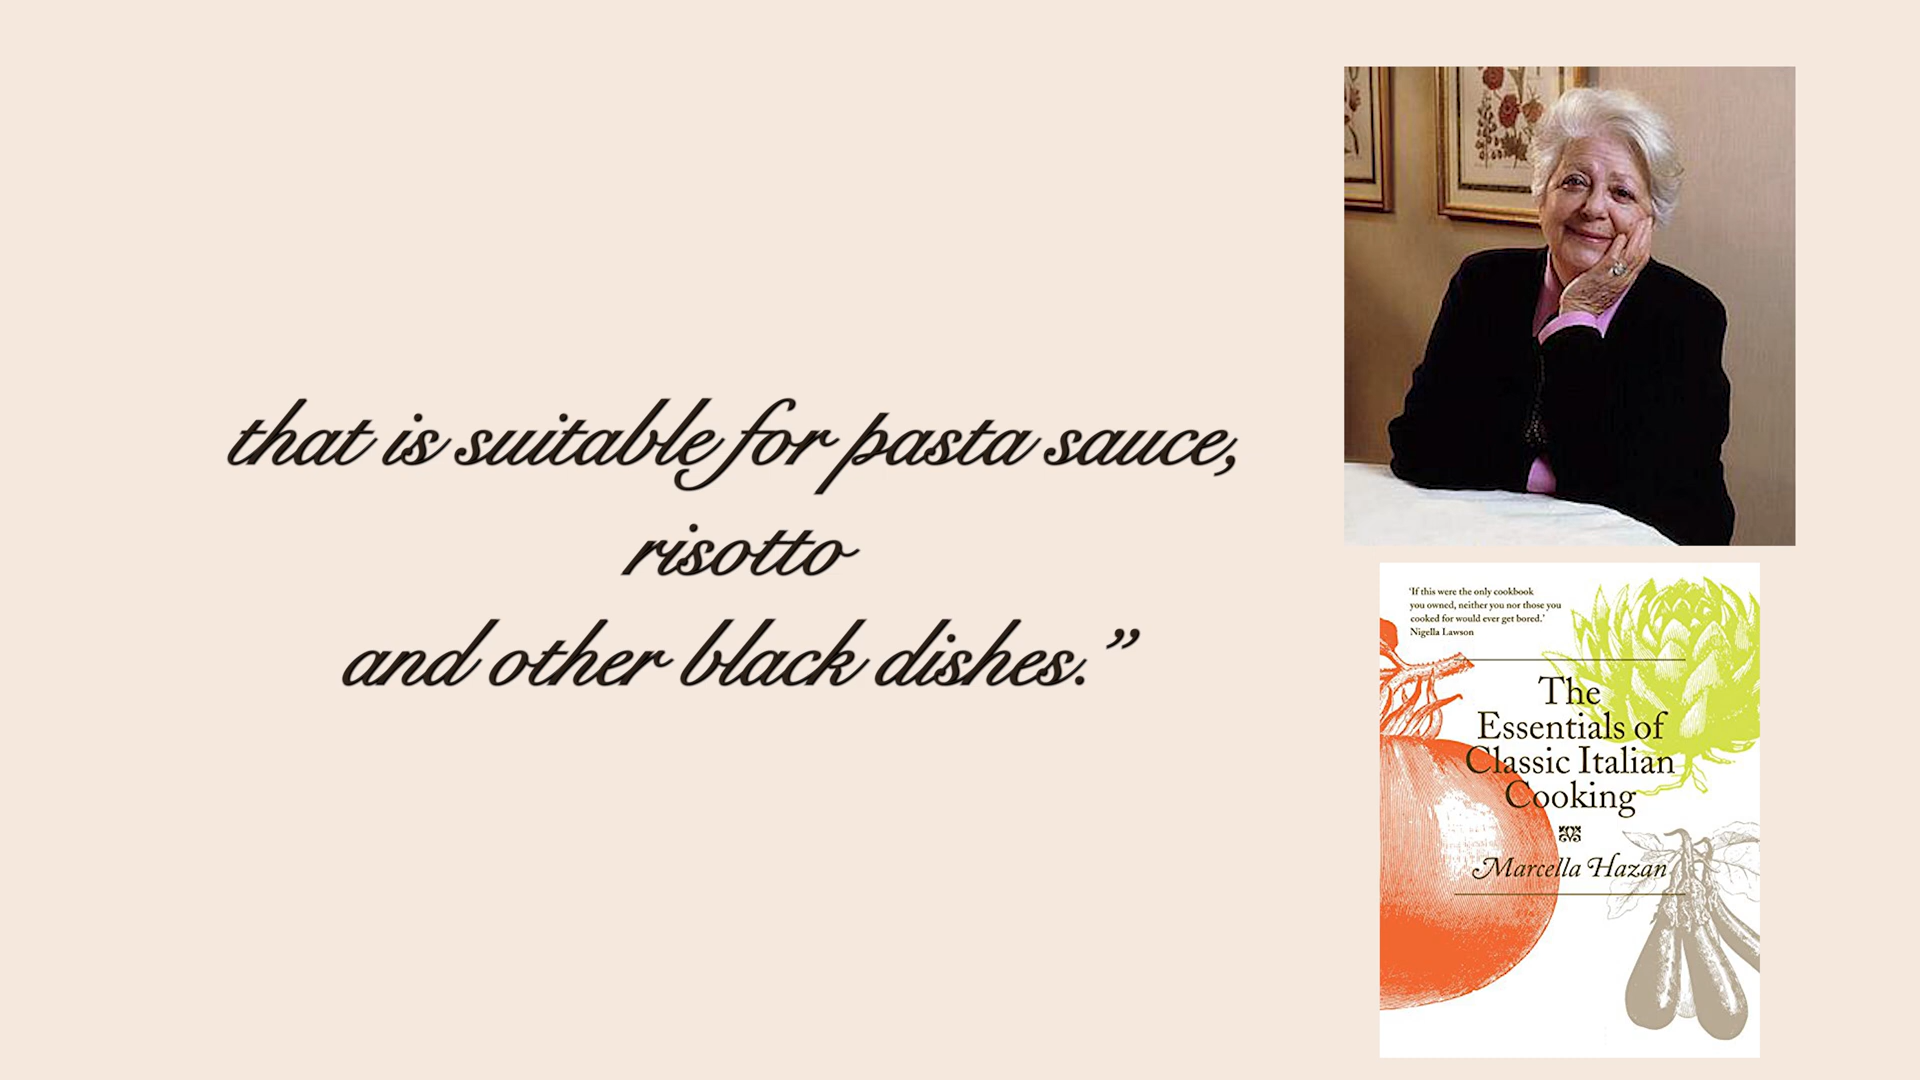 that is suitable for pasta sauce,
risotto
and other black dishes.”
‘If this were the only cookbook
you owned, neither you nor those you
cooked for would ever get bored.’
Nigella Lawson
The
Essentials of
Classic Italian
Cooking
Marcella Hazan